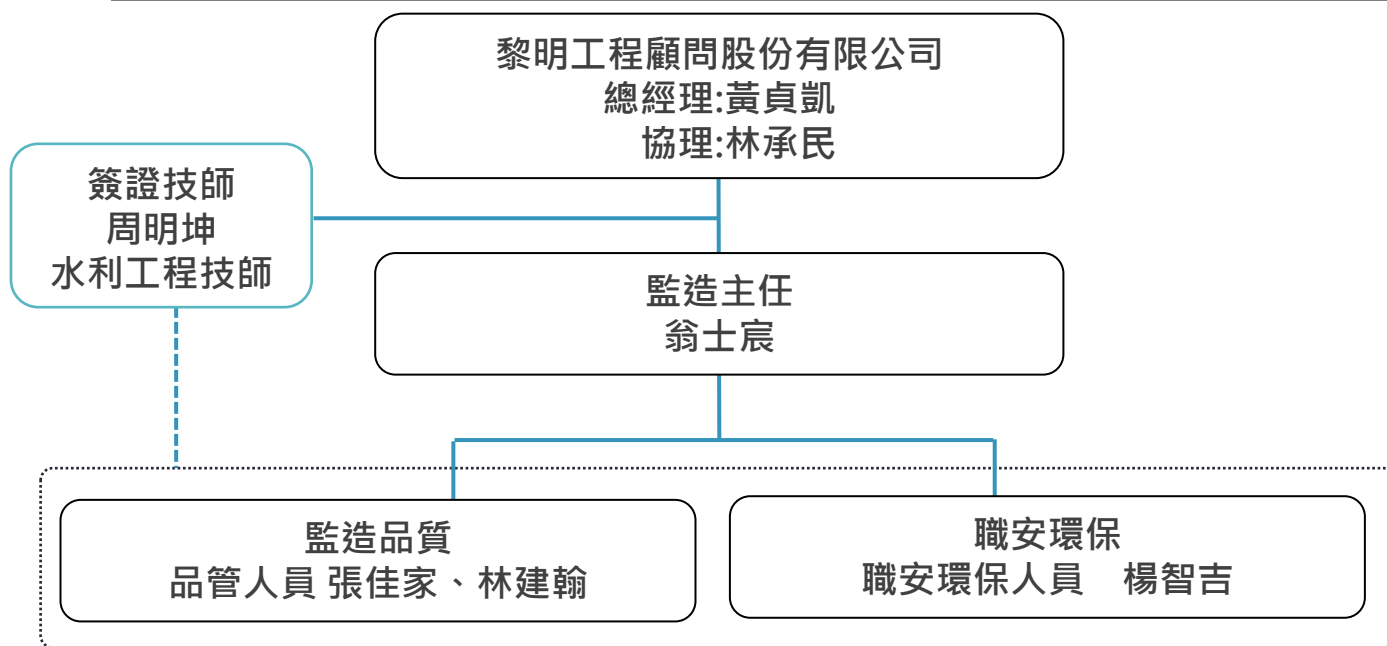 黎明工程顧問股份有限公司
總經理:黃貞凱
協理:林承民
簽證技師
周明坤
水利工程技師
監造主任
翁士宸
監造品質
品管人員 張佳家、林建翰
職安環保
職安環保人員　楊智吉